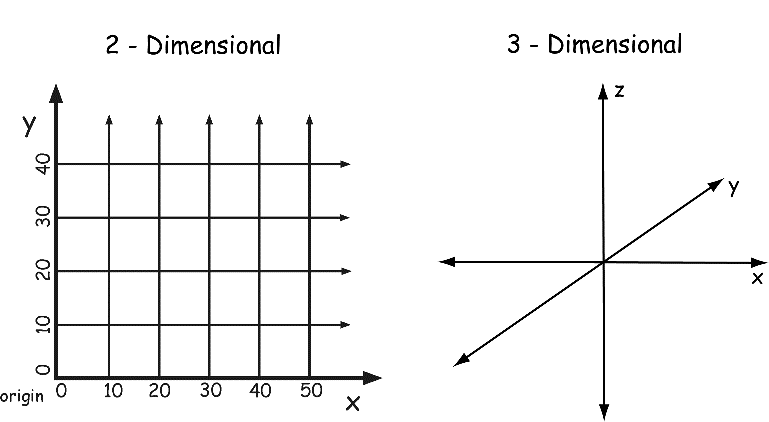 2 - Dimensional
3 - Dimensional
z
y
40
y
30
20
x
10
0
origin 0 10 20 30 40 50
x